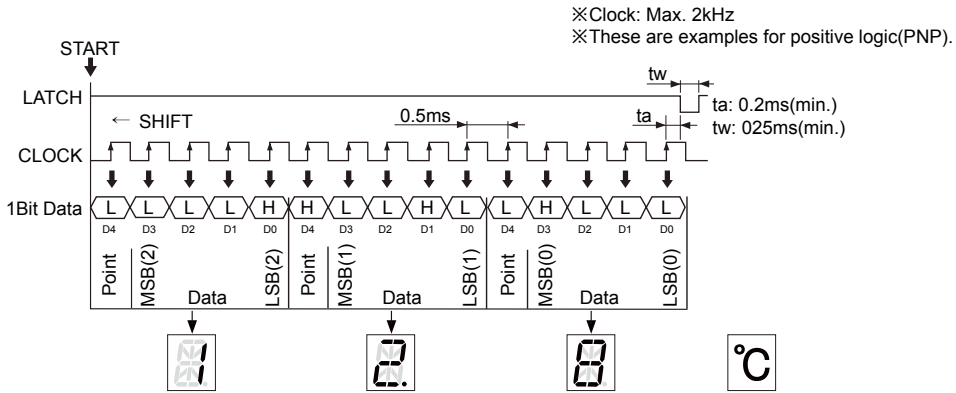 ※Clock: Max. 2kHz
※These are examples for positive logic(PNP).
START
tw
LATCH
ta: 0.2ms(min.)
← SHIFT
0.5ms
ta
tw: 025ms(min.)
CLOCK
1Bit Data L L L L H H L L H L L H L L L
D4 D3 D2 D1 D0 D4 D3 D2 D1 D0 D4 D3 D2 D1 D0
Point MSB(2) Data LSB(2) Point MSB(1) Data LSB(1) Point MSB(0) Data LSB(0)
1 2. 8 °C